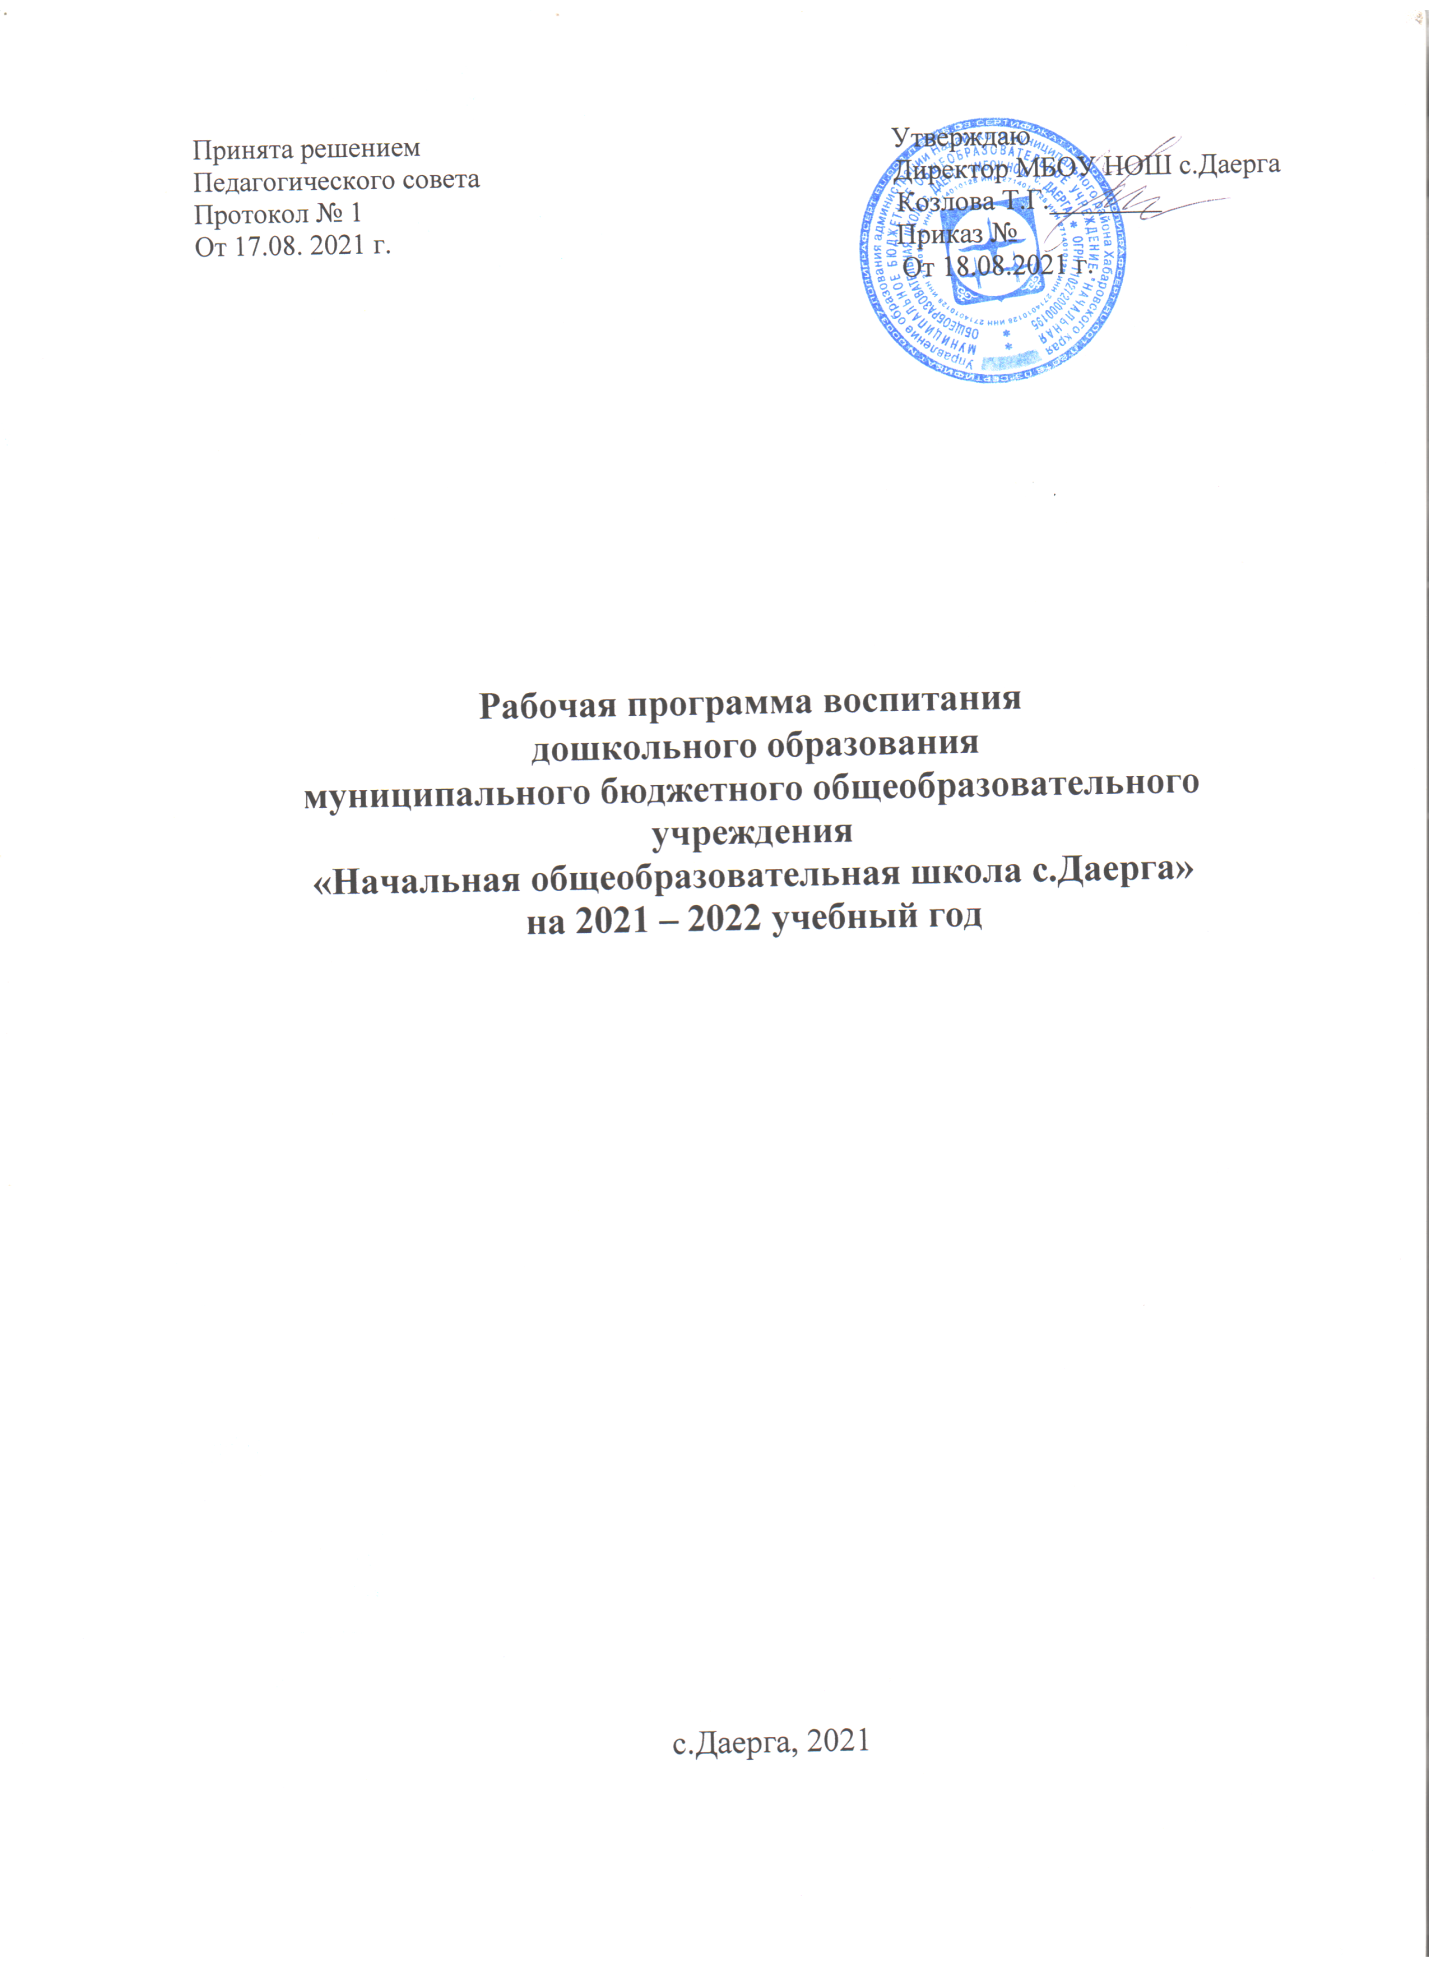 Принята решением
Педагогического совета
Протокол № 1
От 17.08. 2021 г.
Утверждаю
Директор МБОУ НОШ с.Даерга
Козлова Т.Г.
Приказ №
От 18.08.2021 г.
Рабочая программа воспитания
дошкольного образования
муниципального бюджетного общеобразовательного
учреждения
«Начальная общеобразовательная школа с.Даерга»
на 2021 – 2022 учебный год
с.Даерга, 2021